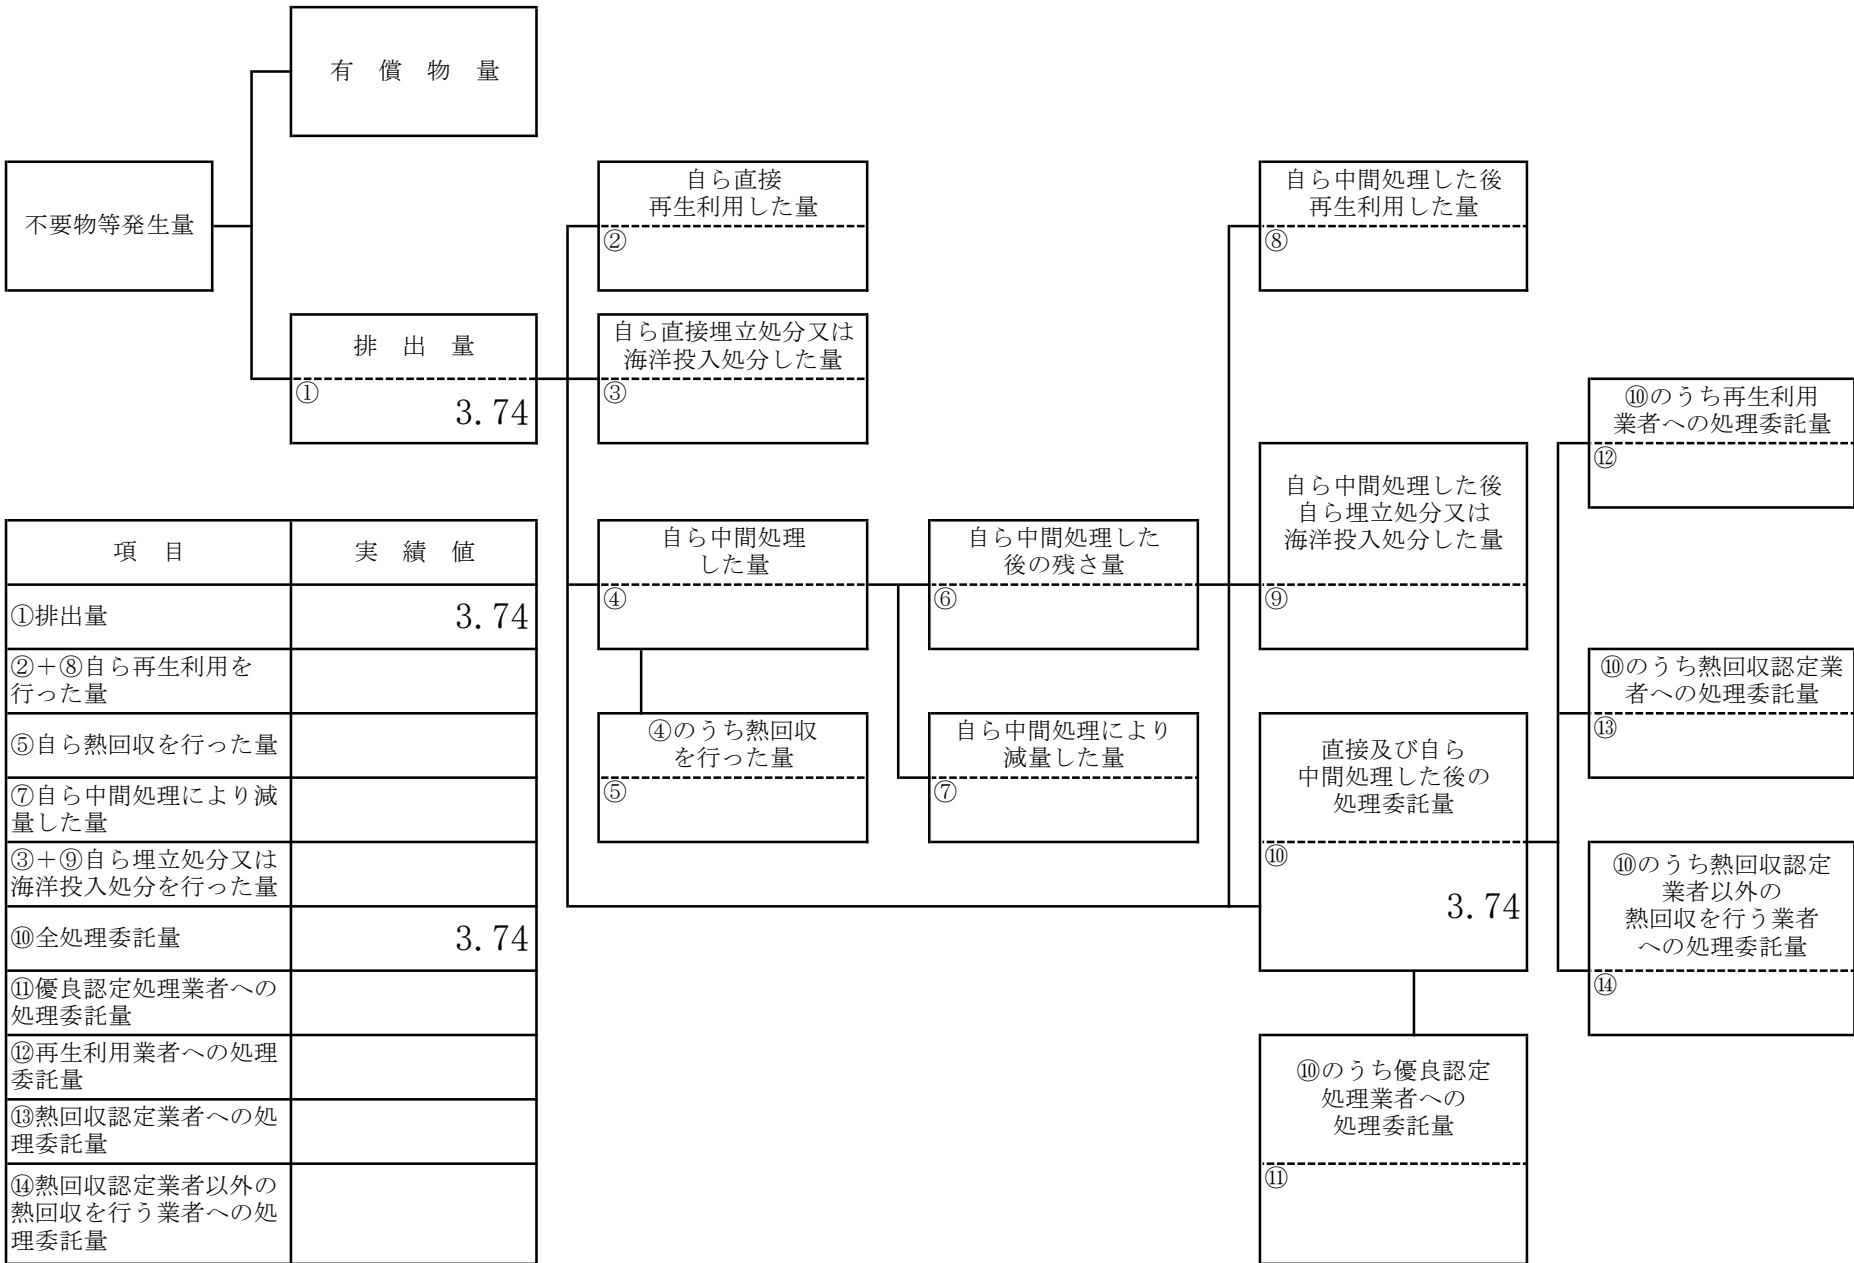 有 償 物 量
不要物等発生量
排 出 量
①
3.74
自ら直接
再生利用した量
②
自ら直接埋立処分又は
海洋投入処分した量
③
自ら中間処理
した量
④
④のうち熱回収
を行った量
⑤
自ら中間処理した
後の残さ量
⑥
自ら中間処理により
減量した量
⑦
自ら中間処理した後
再生利用した量
⑧
自ら中間処理した後
自ら埋立処分又は
海洋投入処分した量
⑨
直接及び自ら
中間処理した後の
処理委託量
⑩
3.74
⑩のうち優良認定
処理業者への
処理委託量
⑪
⑩のうち再生利用
業者への処理委託量
⑫
⑩のうち熱回収認定業
者への処理委託量
⑬
⑩のうち熱回収認定
業者以外の
熱回収を行う業者
への処理委託量
⑭
項 目 実 績 値
①排出量 3.74
②＋⑧自ら再生利用を
行った量
⑤自ら熱回収を行った量
⑦自ら中間処理により減
量した量
③＋⑨自ら埋立処分又は
海洋投入処分を行った量
⑩全処理委託量 3.74
⑪優良認定処理業者への
処理委託量
⑫再生利用業者への処理
委託量
⑬熱回収認定業者への処
理委託量
⑭熱回収認定業者以外の
熱回収を行う業者への処
理委託量